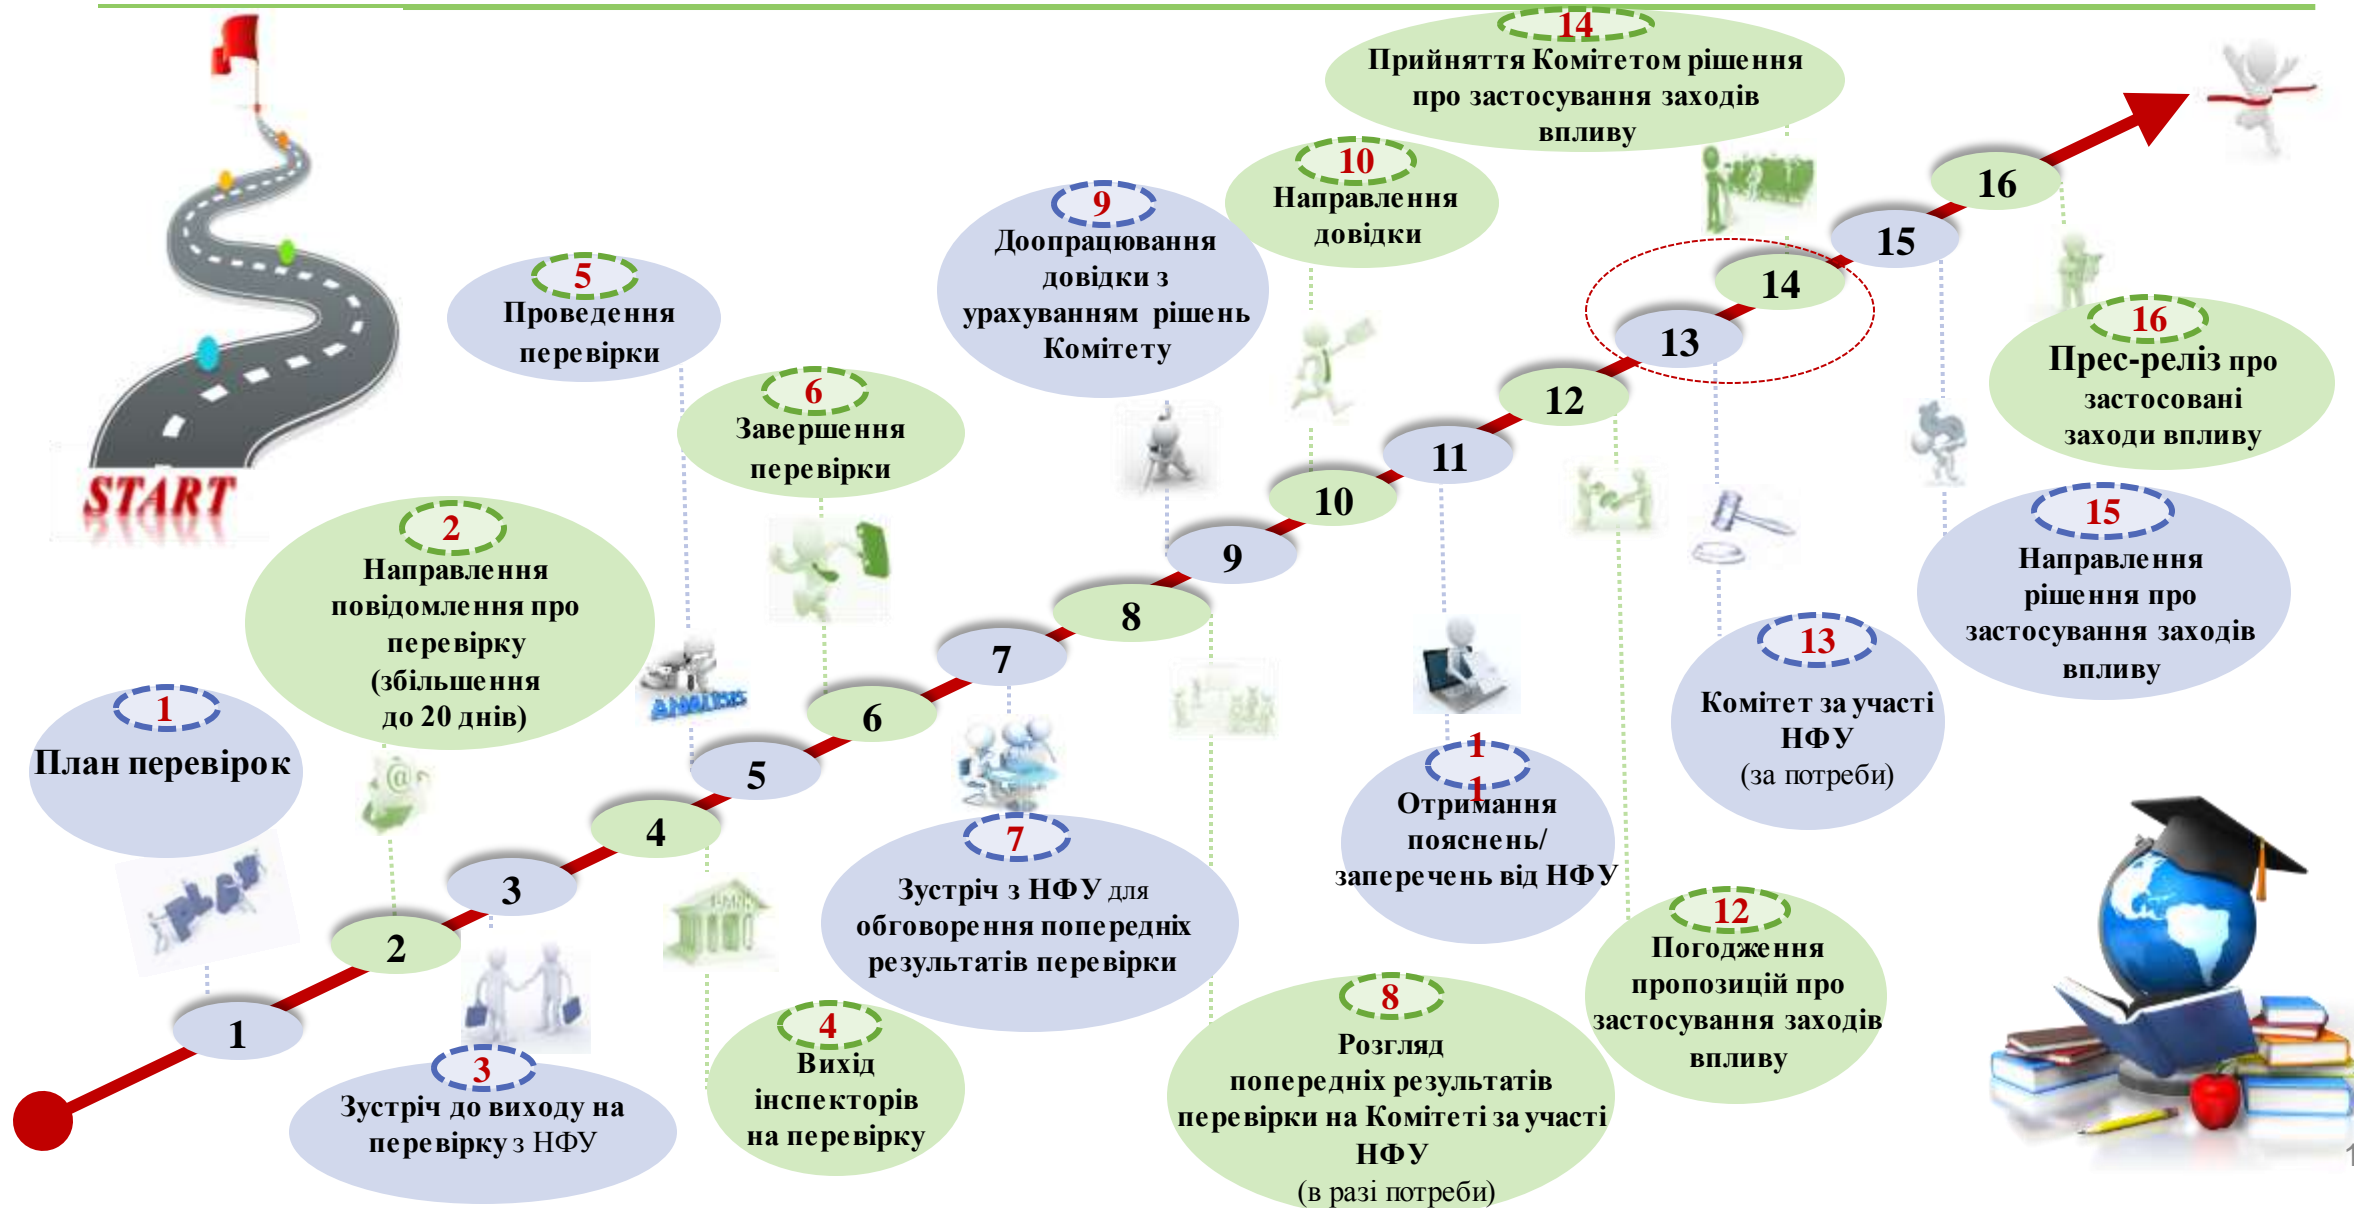 START
1
План перевірок
2
Направлення
повідомлення про
перевірку
(збільшення
до 20 днів)
3
Зустріч до виходу на
перевірку з НФУ
4
Вихід
інспекторів
на перевірку
5
Проведення
перевірки
6
Завершення
перевірки
7
Зустріч з НФУ для
обговорення попередніх
результатів перевірки
8
Розгляд
попередніх результатів
перевірки на Комітеті за участі
НФУ
(в разі потреби)
9
Доопрацювання
довідки з
урахуванням рішень
Комітету
10
Направлення
довідки
1
1
Отримання
пояснень/
заперечень від НФУ
12
Погодження
пропозицій про
застосування заходів
впливу
13
Комітет за участі
НФУ
(за потреби)
14
Прийняття Комітетом рішення
про застосування заходів
впливу
15
Направлення
рішення про
застосування заходів
впливу
16
Прес-реліз про
застосовані
заходи впливу
1
2
3
4
5
6
7
8
9
10
11
12
13
14
15
16
PLAN
@
ANALYSIS
1